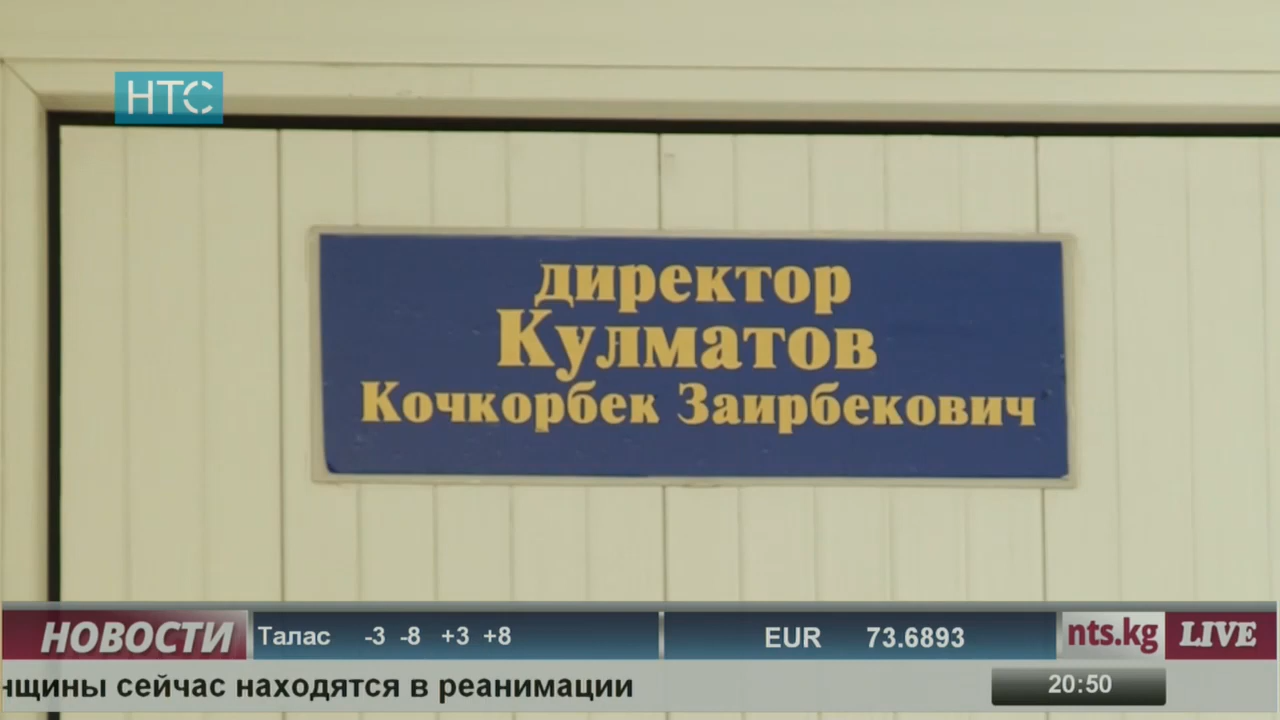 НТС
директор
Кулматов
Кочкорбек Заирбекович
НОВОСТИ
Талас -3 -8 +3 +8
EUR 73.6893
nts.kg
LIVE
нщины сейчас находятся в реанимации
20:50